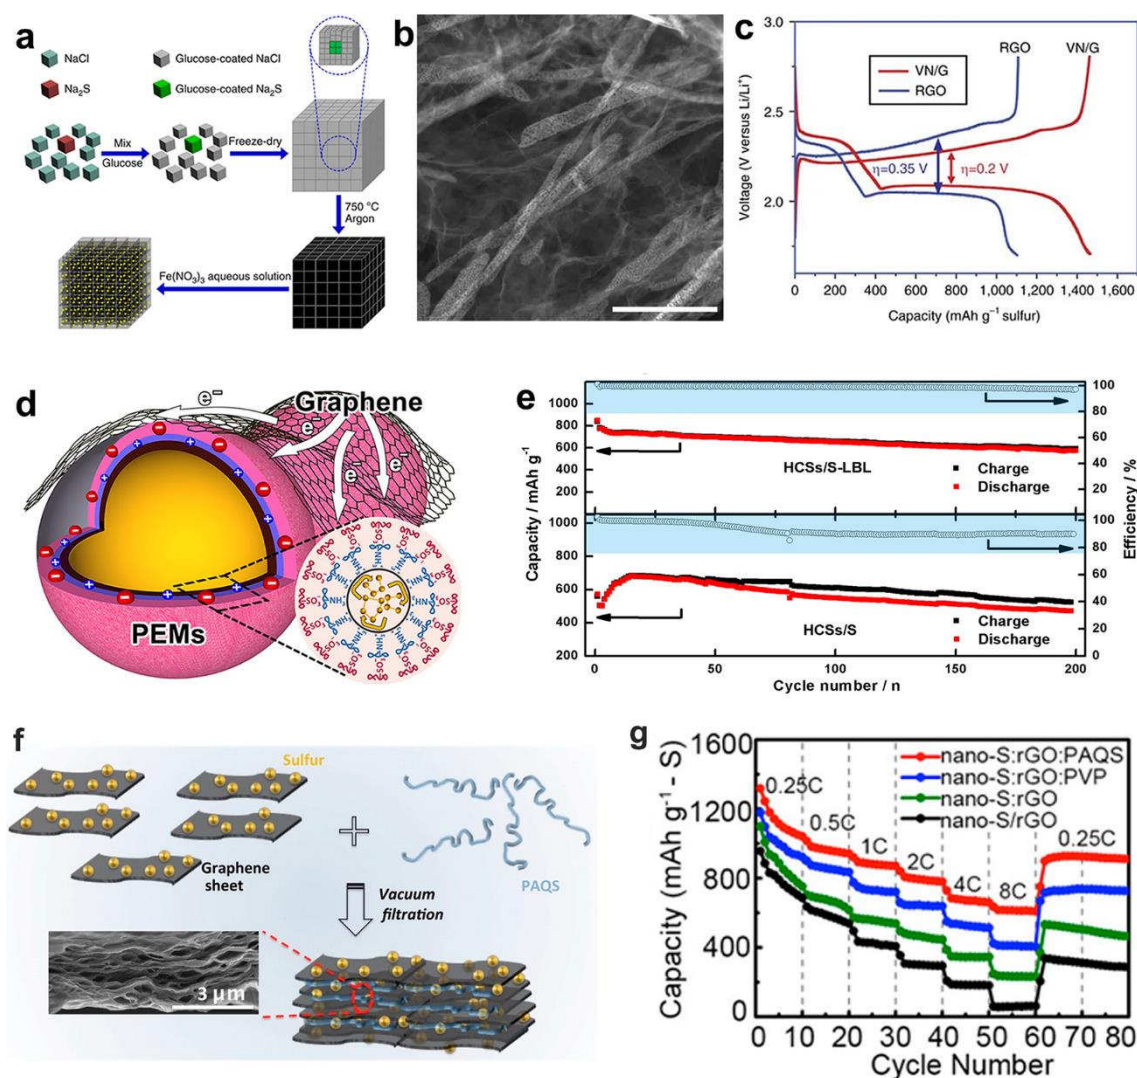 a
NaCl
Glucose-coated NaCl
Na₂S
Glucose-coated Na₂S
Mix
Glucose
Freeze-dry
750 °C
Argon
Fe(NO₃)₃ aqueous solution
b
c
Voltage (V versus Li/Li⁺)
3.0
2.5
2.0
RGO
VN/G
VN/G
RGO
η=0.35 V
η=0.2 V
0 200 400 600 800 1,000 1,200 1,400 1,600
Capacity (mAh g⁻¹ sulfur)
d
Graphene
e⁻
e⁻
e⁻
e⁻
PEMs
e
Capacity / mAh g⁻¹
Efficiency / %
1000
800
600
400
200
0
100
80
60
40
20
0
HCSs/S-LBL
Charge
Discharge
1000
800
600
400
200
100
80
60
40
20
0
HCSs/S
Charge
Discharge
0 50 100 150 200
Cycle number / n
f
Sulfur
Graphene
sheet
PAQS
Vacuum
filtration
3 µm
g
Capacity (mAh g⁻¹ - S)
1600
1200
800
400
0
nano-S:rGO:PAQS
nano-S:rGO:PVP
nano-S:rGO
nano-S/rGO
0.25C
0.5C
1C
2C
4C
8C
0.25C
0 10 20 30 40 50 60 70 80
Cycle Number